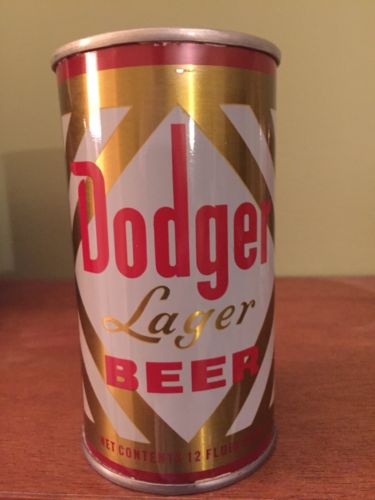 Dodger
Lager
BEER
NET CONTENTS 12 FLUID